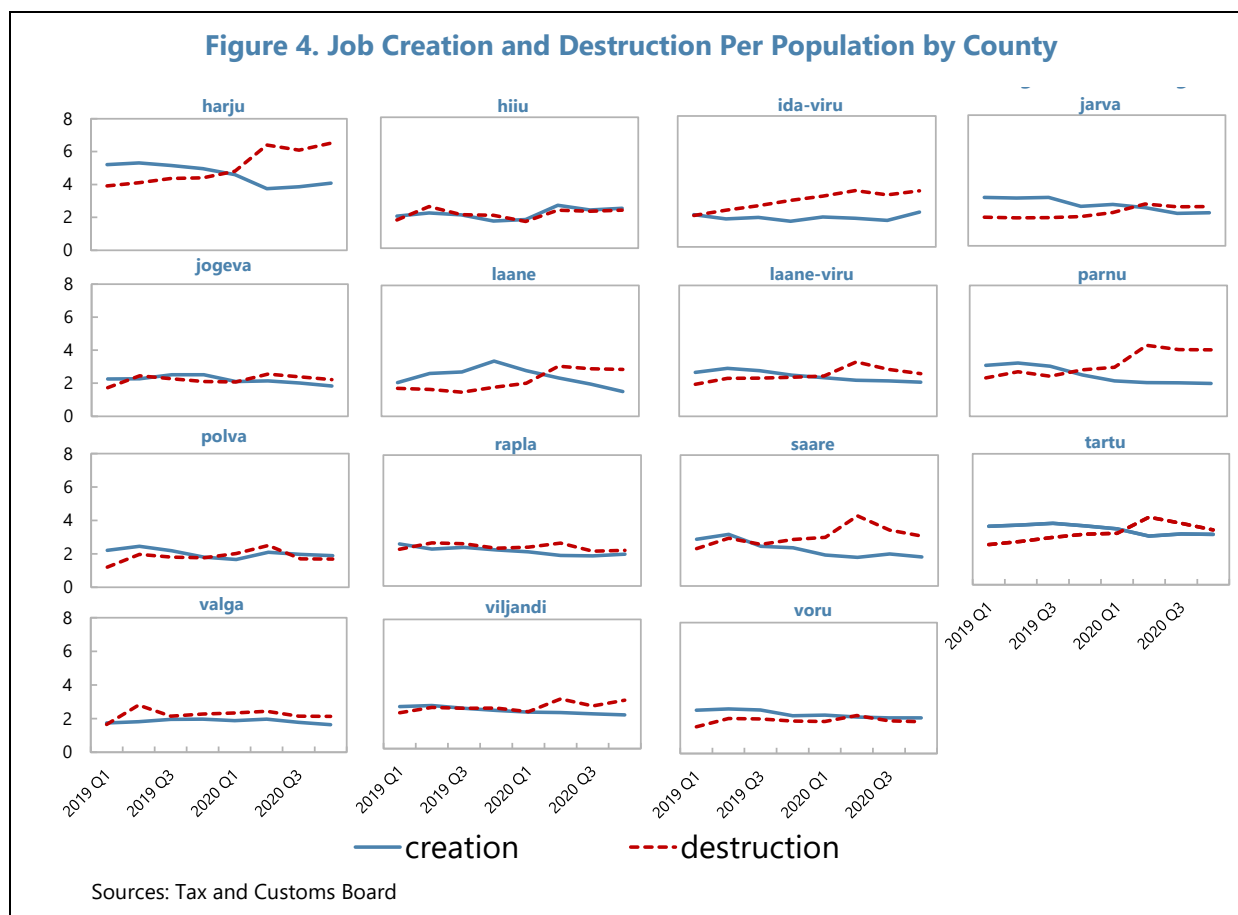 Figure 4. Job Creation and Destruction Per Population by County
harju
hiiu
ida-viru
jarva
8
6
4
2
0
jogeva
laane
laane-viru
parnu
8
6
4
2
0
polva
rapla
saare
tartu
8
6
4
2
0
2019 Q1
2019 Q3
2020 Q1
2020 Q3
valga
viljandi
voru
8
6
4
2
0
2019 Q1
2019 Q3
2020 Q1
2020 Q3
2019 Q1
2019 Q3
2020 Q1
2020 Q3
2019 Q1
2019 Q3
2020 Q1
2020 Q3
creation
destruction
Sources: Tax and Customs Board